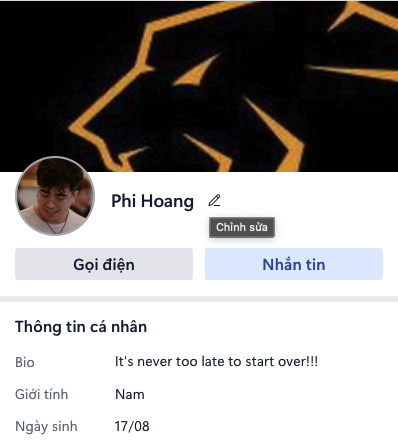 Phi Hoang
Chỉnh sửa
Gọi điện
Nhắn tin
Thông tin cá nhân
Bio
It's never too late to start over!!!
Giới tính
Nam
Ngày sinh
17/08